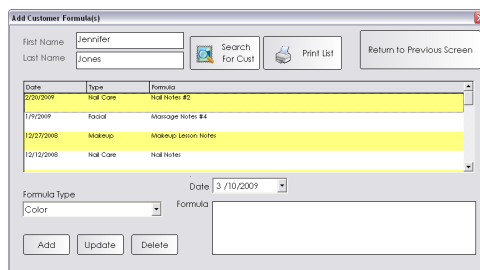 Add Customer Formula(s)
First Name Jennifer
Last Name Jones
Search For Cust
Print List
Return to Previous Screen
Date Type Formula
2/20/2009 Nail Care Nail Notes #2
1/9/2009 Facial Massage Notes #4
12/27/2008 Makeup Makeup Lesson Notes
12/12/2008 Nail Care Nail Notes
Date 3 /10/2009
Formula Type
Color
Formula
Add Update Delete